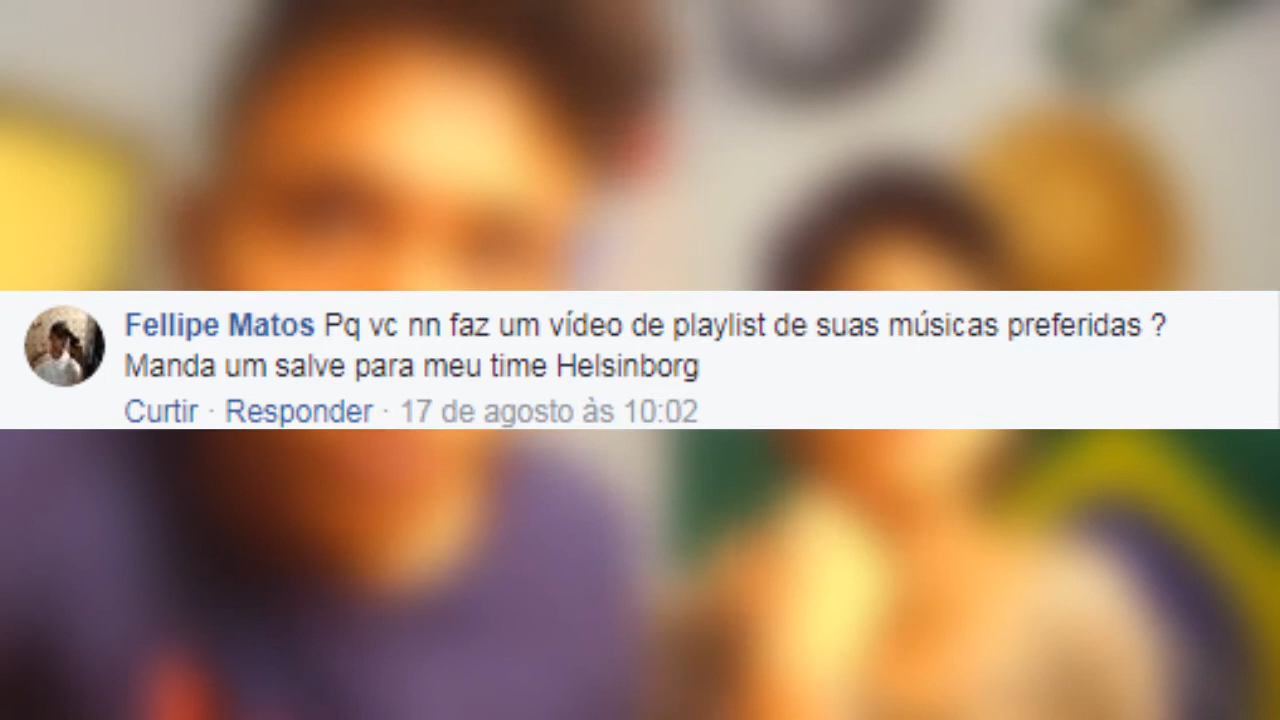 Fellipe Matos Pq vc nn faz um vídeo de playlist de suas músicas preferidas ?
Manda um salve para meu time Helsinborg
Curtir · Responder · 17 de agosto às 10:02